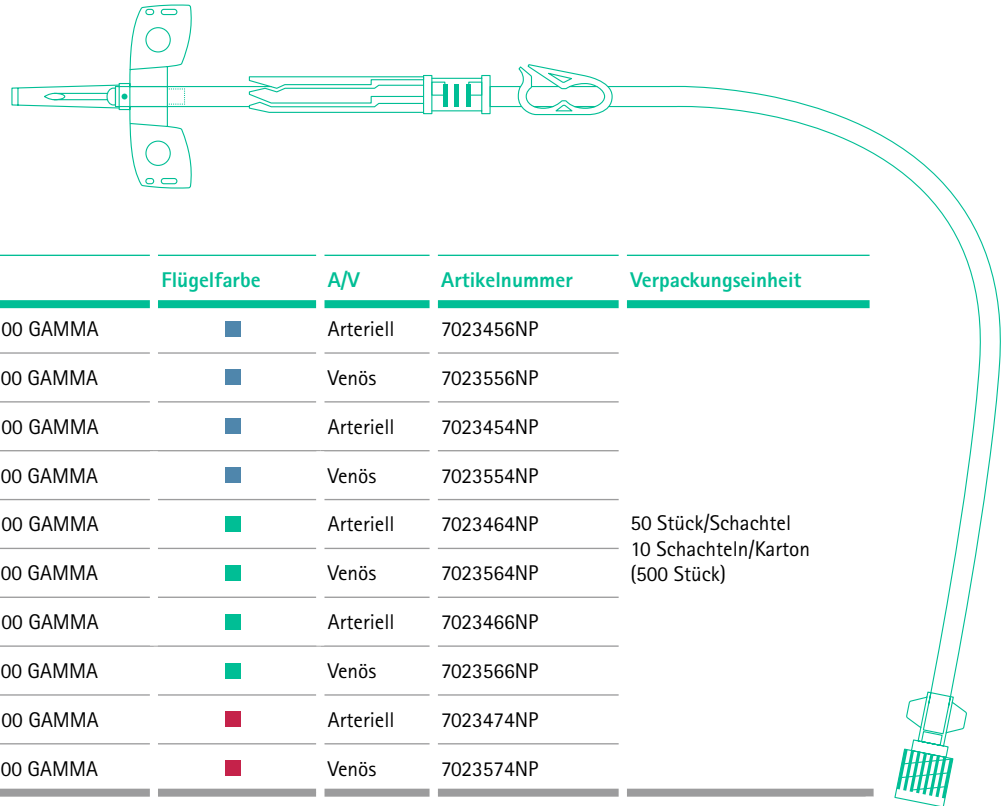 Flügelfarbe A/V Artikelnummer Verpackungseinheit
00 GAMMA Arteriell 7023456NP
00 GAMMA Venös 7023556NP
00 GAMMA Arteriell 7023454NP
00 GAMMA Venös 7023554NP
00 GAMMA Arteriell 7023464NP 50 Stück/Schachtel
10 Schachteln/Karton
00 GAMMA Venös 7023564NP (500 Stück)
00 GAMMA Arteriell 7023466NP
00 GAMMA Venös 7023566NP
00 GAMMA Arteriell 7023474NP
00 GAMMA Venös 7023574NP